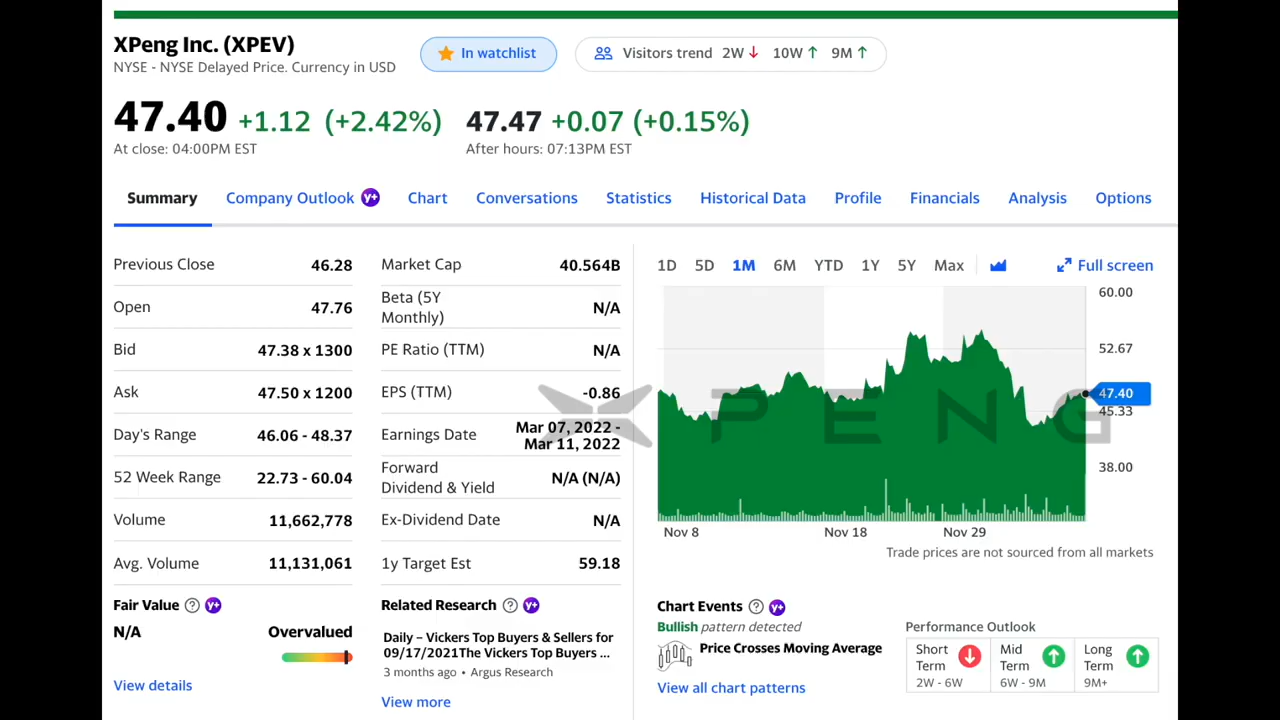 XPeng Inc. (XPEV)
NYSE - NYSE Delayed Price. Currency in USD
In watchlist
Visitors trend 2W ↓ 10W ↑ 9M ↑
47.40 +1.12 (+2.42%) 47.47 +0.07 (+0.15%)
At close: 04:00PM EST After hours: 07:13PM EST
Summary Company Outlook y+ Chart Conversations Statistics Historical Data Profile Financials Analysis Options
Previous Close 46.28
Open 47.76
Bid 47.38 x 1300
Ask 47.50 x 1200
Day's Range 46.06 - 48.37
52 Week Range 22.73 - 60.04
Volume 11,662,778
Avg. Volume 11,131,061
Market Cap 40.564B
Beta (5Y
Monthly) N/A
PE Ratio (TTM) N/A
EPS (TTM) -0.86
Earnings Date Mar 07, 2022 -
Mar 11, 2022
Forward
Dividend & Yield N/A (N/A)
Ex-Dividend Date N/A
1y Target Est 59.18
1D 5D 1M 6M YTD 1Y 5Y Max Full screen
60.00
52.67
47.40
45.33
38.00
XPENG
Nov 8 Nov 18 Nov 29
Trade prices are not sourced from all markets
Fair Value ? y+
N/A Overvalued
View details
Related Research ? y+
Daily – Vickers Top Buyers & Sellers for
09/17/2021The Vickers Top Buyers ...
3 months ago • Argus Research
View more
Chart Events ? y+
Bullish pattern detected
Price Crosses Moving Average
View all chart patterns
Performance Outlook
Short
Term
2W - 6W
Mid
Term
6W - 9M
Long
Term
9M+